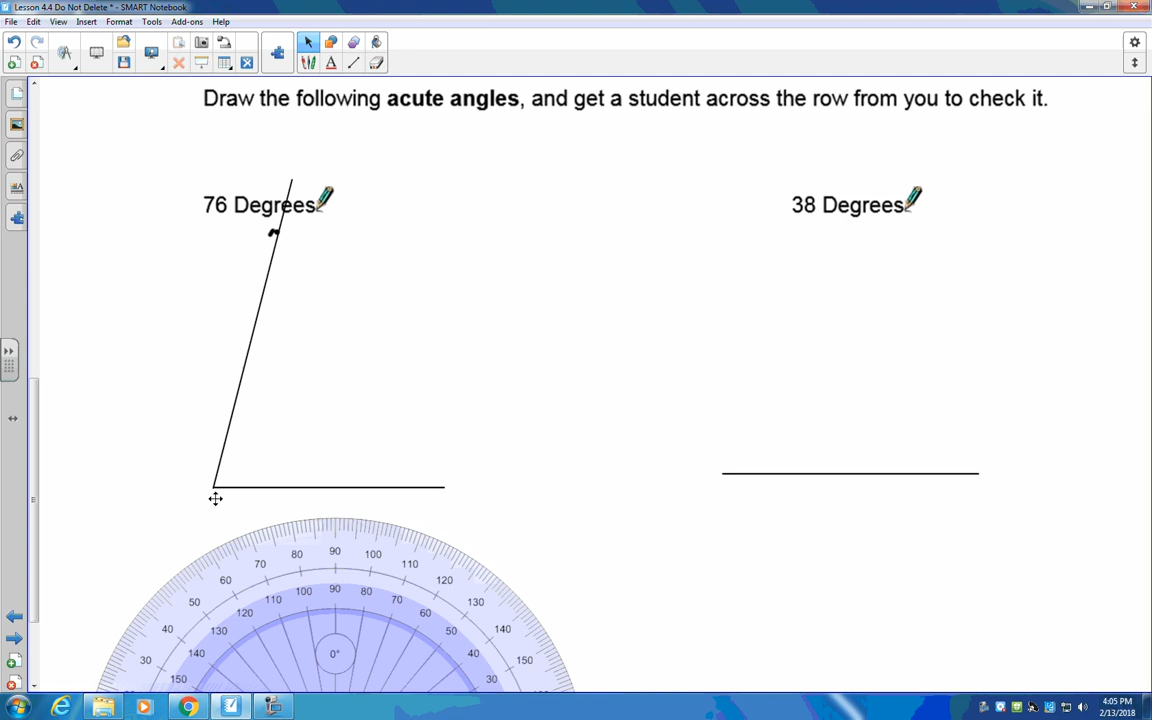 Lesson 4.4 Do Not Delete * - SMART Notebook
File Edit View Insert Format Tools Add-ons Help
Draw the following acute angles, and get a student across the row from you to check it.
76 Degrees
38 Degrees
90
80 100
70 110
60 120
50 130
40 140
30 150
90
100 80
110 70
120 60
130 50
140 40
150 30
0°
4:05 PM
2/13/2018